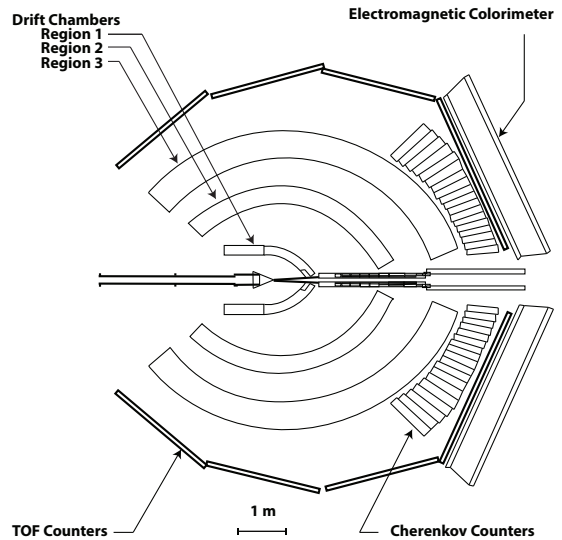 Drift Chambers
Region 1
Region 2
Region 3
Electromagnetic Colorimeter
1 m
TOF Counters
Cherenkov Counters